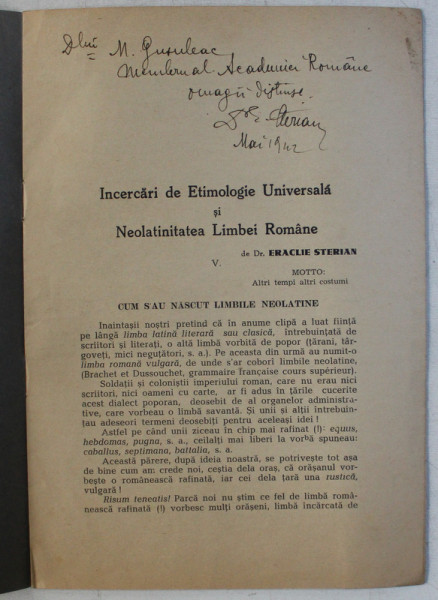 Dlui M. Gușuleac
Membru al Academiei Române
omagii distinse
Dr E. Sterian
Mai 1942
Incercări de Etimologie Universală
și
Neolatinitatea Limbei Române
de Dr. ERACLIE STERIAN
V.
MOTTO:
Altri tempi altri costumi
CUM S'AU NASCUT LIMBILE NEOLATINE
Inaintașii noștri pretind că în anume clipă a luat ființă
pe lângă limba latină literară sau clasică, întrebuințată de
scriitori și literați, o altă limbă vorbită de popor (țărani, târ-
goveți, mici neguțători, s. a.). Pe aceasta din urmă au numit-o
limba romană vulgară, de unde s'ar coborî limbile neolatine,
(Brachet et Dussouchet, grammaire française cours supérieur).
Soldații și coloniștii imperiului roman, care nu erau nici
scriitori, nici oameni cu carte, ar fi adus în țările cucerite
acest dialect poporan, deosebit de al organelor administra-
tive, care vorbeau o limbă savantă. Și unii și alții întrebuin-
țau adeseori termeni deosebiți pentru aceleași idei !
Astfel pe când unii ziceau în chip mai rafinat (!): equus,
hebdomas, pugna, s. a., ceilalți mai liberi la vorbă spuneau:
caballus, septimana, battalia, s. a.
Această părere, după ideia noastră, se potrivește tot așa
de bine cum am crede noi, ceștia dela oraș, că orășanul vor-
bește o românească rafinată, iar cei dela țară una rustică,
vulgară !
Risum teneatis! Parcă noi nu știm ce fel de limbă romă-
nească rafinată (!) vorbesc mulți orășeni, limbă încărcate de